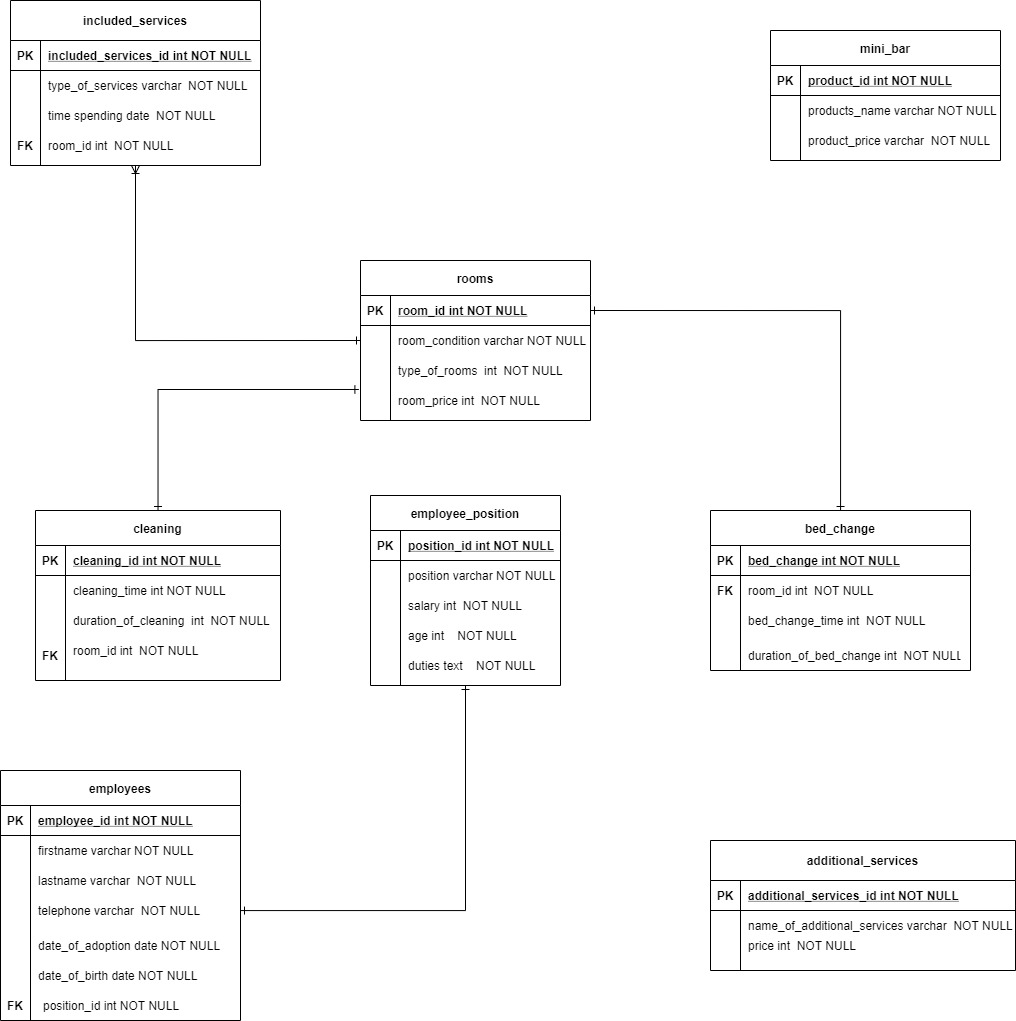 included_services
PK included_services_id int NOT NULL
type_of_services varchar NOT NULL
time spending date NOT NULL
FK room_id int NOT NULL
mini_bar
PK product_id int NOT NULL
products_name varchar NOT NULL
product_price varchar NOT NULL
rooms
PK room_id int NOT NULL
room_condition varchar NOT NULL
type_of_rooms int NOT NULL
room_price int NOT NULL
cleaning
PK cleaning_id int NOT NULL
cleaning_time int NOT NULL
duration_of_cleaning int NOT NULL
FK room_id int NOT NULL
employee_position
PK position_id int NOT NULL
position varchar NOT NULL
salary int NOT NULL
age int NOT NULL
duties text NOT NULL
bed_change
PK bed_change int NOT NULL
FK room_id int NOT NULL
bed_change_time int NOT NULL
duration_of_bed_change int NOT NULL
employees
PK employee_id int NOT NULL
firstname varchar NOT NULL
lastname varchar NOT NULL
telephone varchar NOT NULL
date_of_adoption date NOT NULL
date_of_birth date NOT NULL
FK position_id int NOT NULL
additional_services
PK additional_services_id int NOT NULL
name_of_additional_services varchar NOT NULL
price int NOT NULL